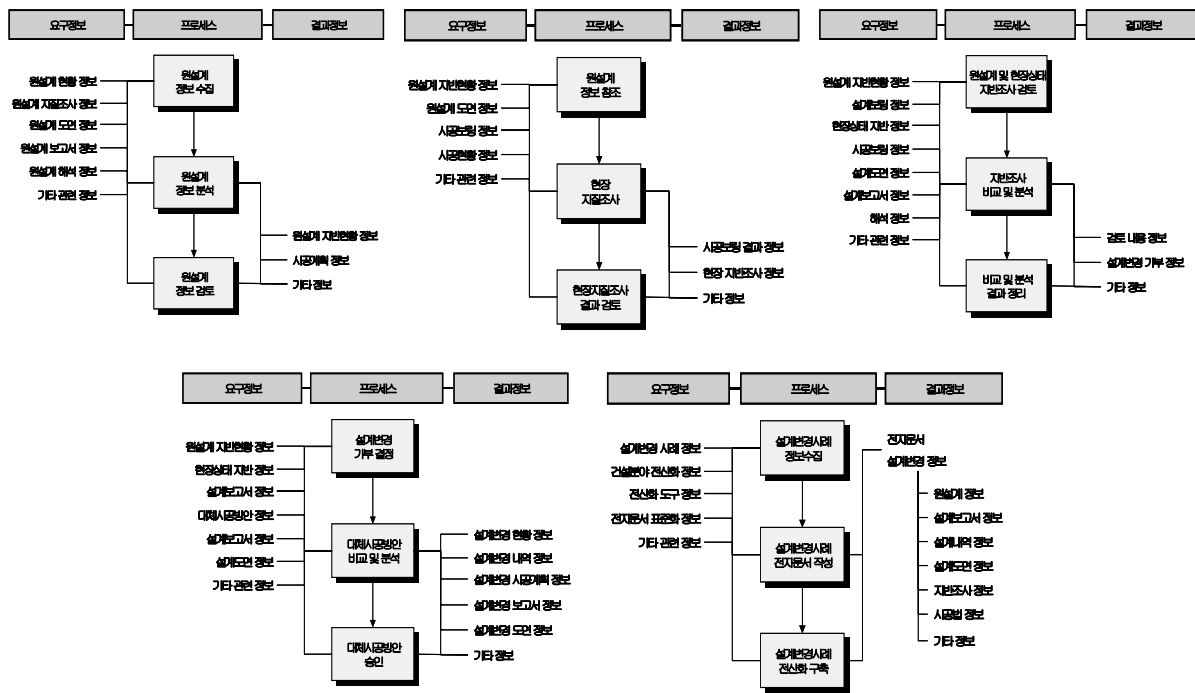 요구정보
프로세스
결과정보
원설계
정보 수집
원설계 현황 정보
원설계 지질조사 정보
원설계 도면 정보
원설계 보고서 정보
원설계 해석 정보
기타 관련 정보
원설계
정보 분석
원설계 지반현황 정보
시공계획 정보
기타 정보
원설계
정보 검토
요구정보
프로세스
결과정보
원설계
정보 참조
원설계 지반현황 정보
원설계 도면 정보
시공보링 정보
시공현황 정보
기타 관련 정보
현장
지질조사
시공보링 결과 정보
현장 지반조사 정보
기타 정보
현장지질조사
결과 검토
요구정보
프로세스
결과정보
원설계 및 현장상태
지반조사 검토
원설계 지반현황 정보
설계보링 정보
현장상태 지반 정보
시공보링 정보
설계도면 정보
설계보고서 정보
해석 정보
기타 관련 정보
지반조사
비교 및 분석
검토 내용 정보
설계변경 가부 정보
기타 정보
비교 및 분석
결과 정리
요구정보
프로세스
결과정보
설계변경
가부 결정
원설계 지반현황 정보
현장상태 지반 정보
설계보고서 정보
대체시공방안 정보
설계보고서 정보
설계도면 정보
기타 관련 정보
대체시공방안
비교 및 분석
설계변경 현황 정보
설계변경 내역 정보
설계변경 시공계획 정보
설계변경 보고서 정보
설계변경 도면 정보
기타 정보
대체시공방안
승인
요구정보
프로세스
결과정보
설계변경사례
정보수집
설계변경 사례 정보
건설분야 전산화 정보
전산화 도구 정보
전자문서 표준화 정보
기타 관련 정보
설계변경사례
전자문서 작성
설계변경사례
전산화 구축
전자문서
설계변경 정보
원설계 정보
설계보고서 정보
설계내역 정보
설계도면 정보
지반조사 정보
시공법 정보
기타 정보